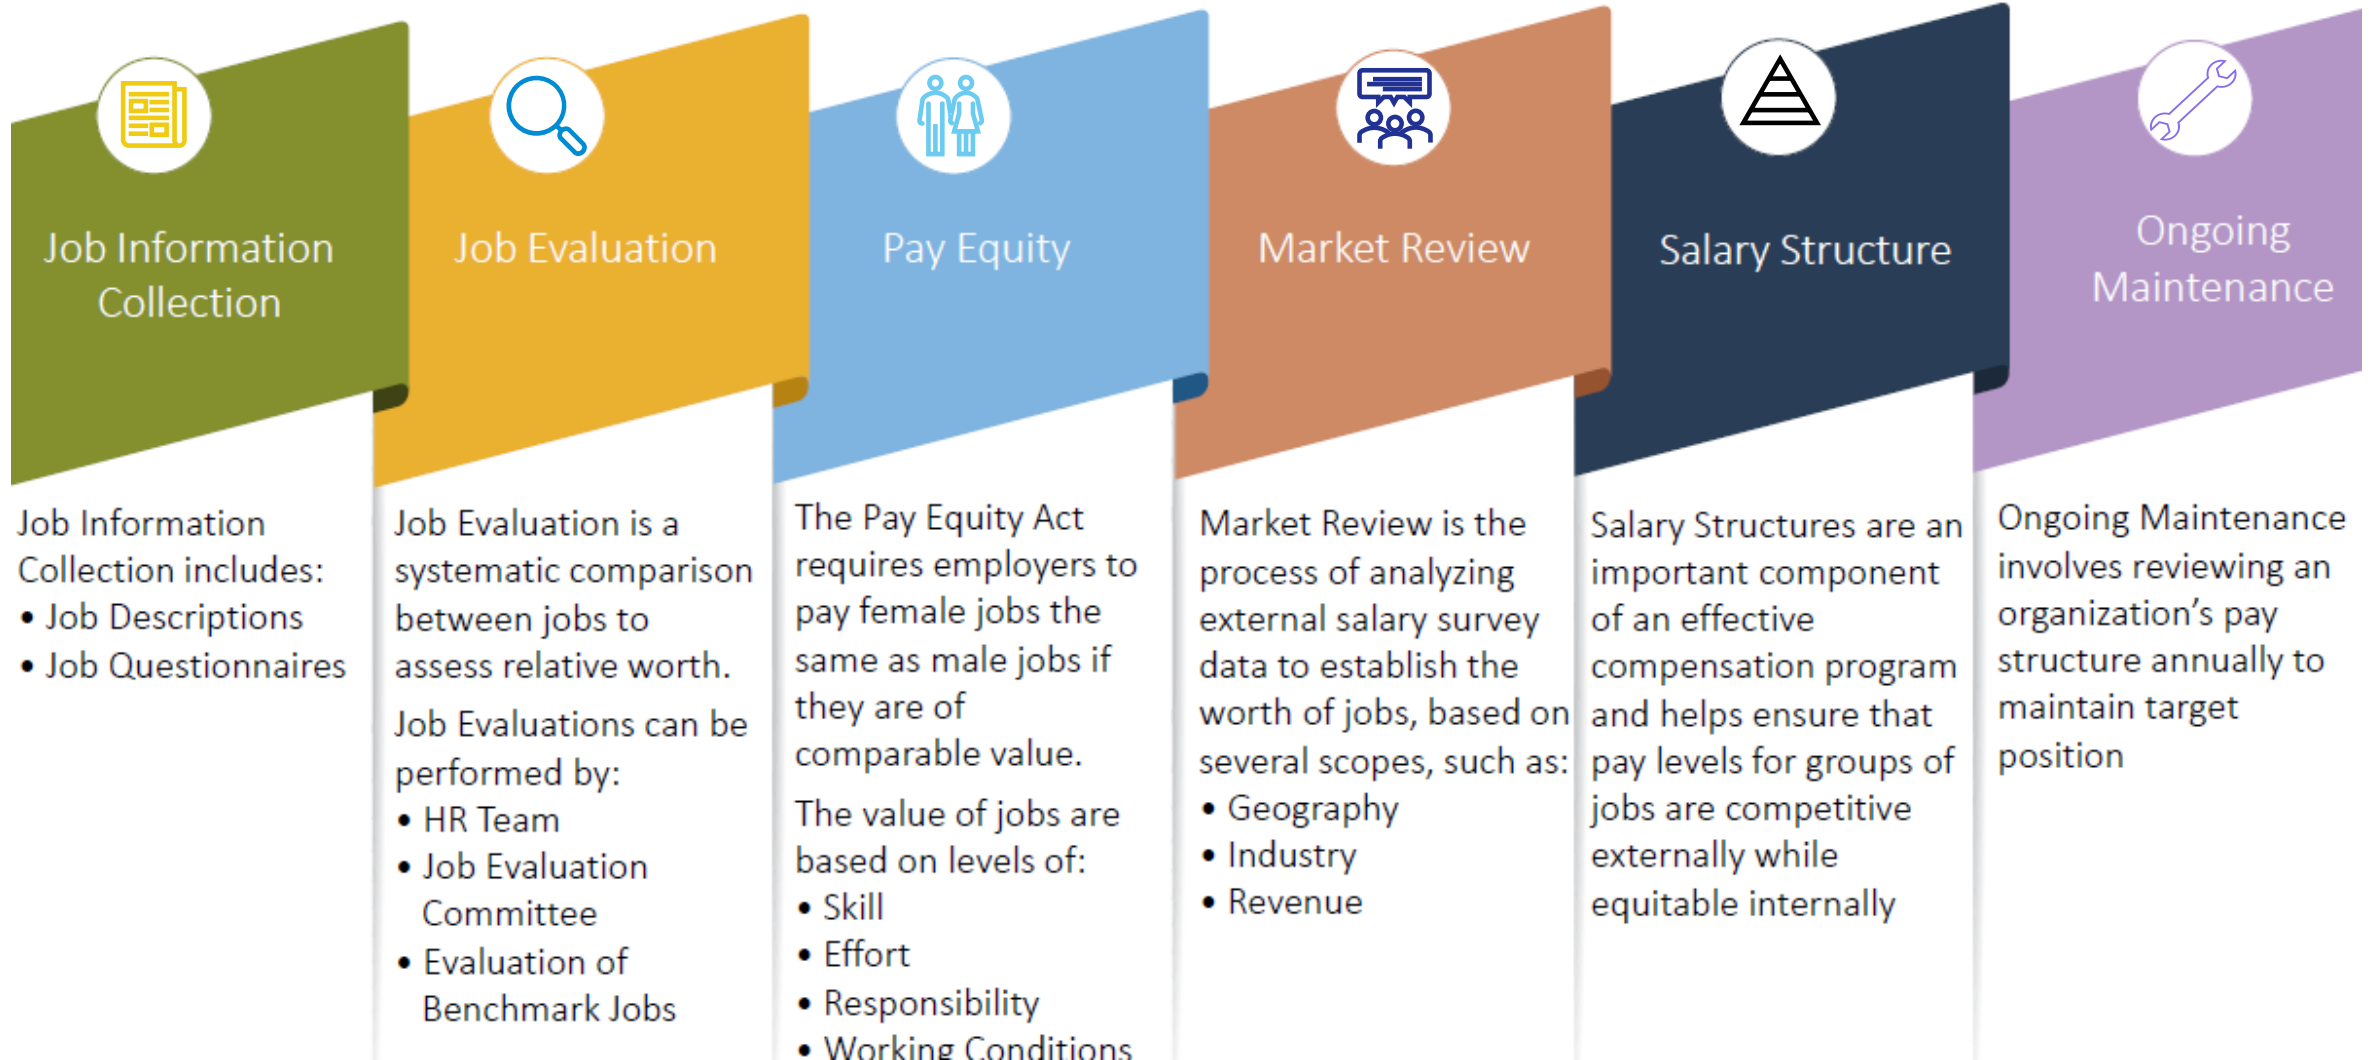 Job Information
Collection
Job Evaluation
Pay Equity
Market Review
Salary Structure
Ongoing
Maintenance
Job Information
Collection includes:
• Job Descriptions
• Job Questionnaires
Job Evaluation is a
systematic comparison
between jobs to
assess relative worth.
Job Evaluations can be
performed by:
• HR Team
• Job Evaluation
Committee
• Evaluation of
Benchmark Jobs
The Pay Equity Act
requires employers to
pay female jobs the
same as male jobs if
they are of
comparable value.
The value of jobs are
based on levels of:
• Skill
• Effort
• Responsibility
• Working Conditions
Market Review is the
process of analyzing
external salary survey
data to establish the
worth of jobs, based on
several scopes, such as:
• Geography
• Industry
• Revenue
Salary Structures are an
important component
of an effective
compensation program
and helps ensure that
pay levels for groups of
jobs are competitive
externally while
equitable internally
Ongoing Maintenance
involves reviewing an
organization’s pay
structure annually to
maintain target
position